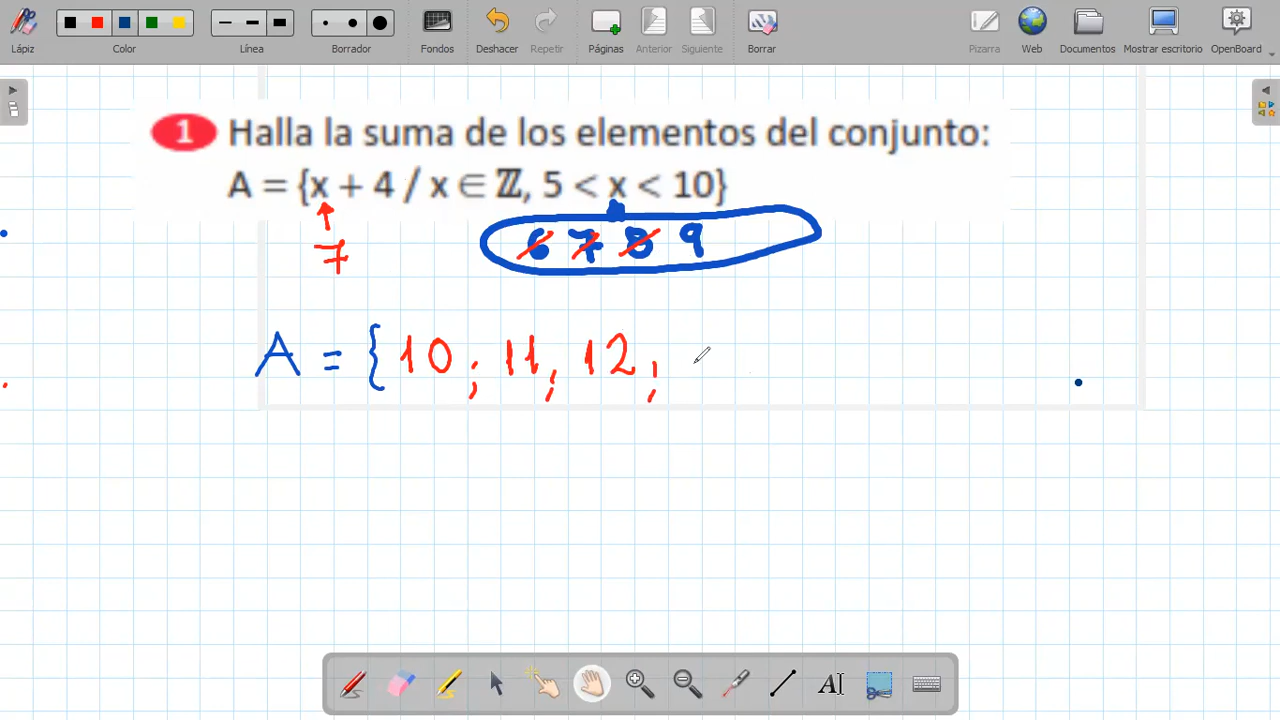 Lápiz Color Línea Borrador Fondos Deshacer Repetir Páginas Anterior Siguiente Borrar Pizarra Web Documentos Mostrar escritorio OpenBoard
1 Halla la suma de los elementos del conjunto:
A = {x + 4 / x ∈ ℤ, 5 < x < 10}
7 6 7 8 9
A = { 10 ; 11 ; 12 ;